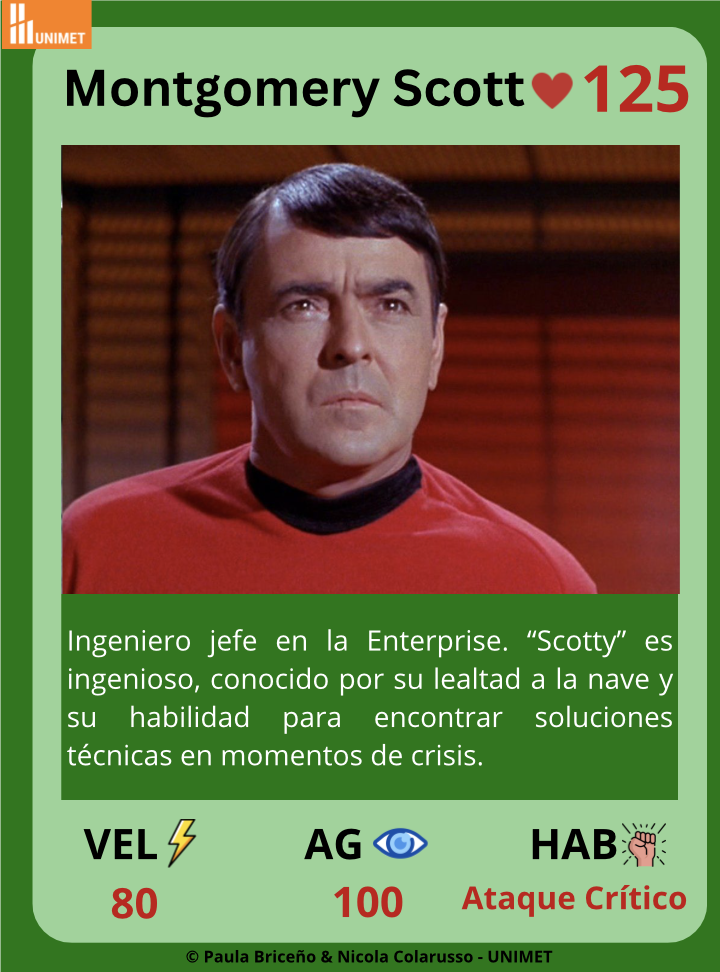 UNIMET
Montgomery Scott 125
Ingeniero jefe en la Enterprise. “Scotty” es
ingenioso, conocido por su lealtad a la nave y
su habilidad para encontrar soluciones
técnicas en momentos de crisis.
VEL AG HAB
80 100 Ataque Crítico
© Paula Briceño & Nicola Colarusso - UNIMET